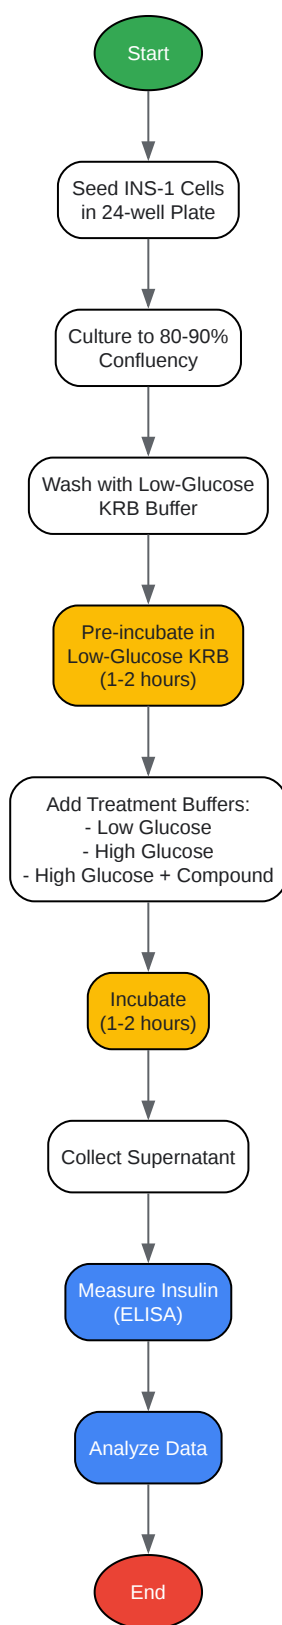 Start
Seed INS-1 Cells
in 24-well Plate
Culture to 80-90%
Confluency
Wash with Low-Glucose
KRB Buffer
Pre-incubate in
Low-Glucose KRB
(1-2 hours)
Add Treatment Buffers:
- Low Glucose
- High Glucose
- High Glucose + Compound
Incubate
(1-2 hours)
Collect Supernatant
Measure Insulin
(ELISA)
Analyze Data
End